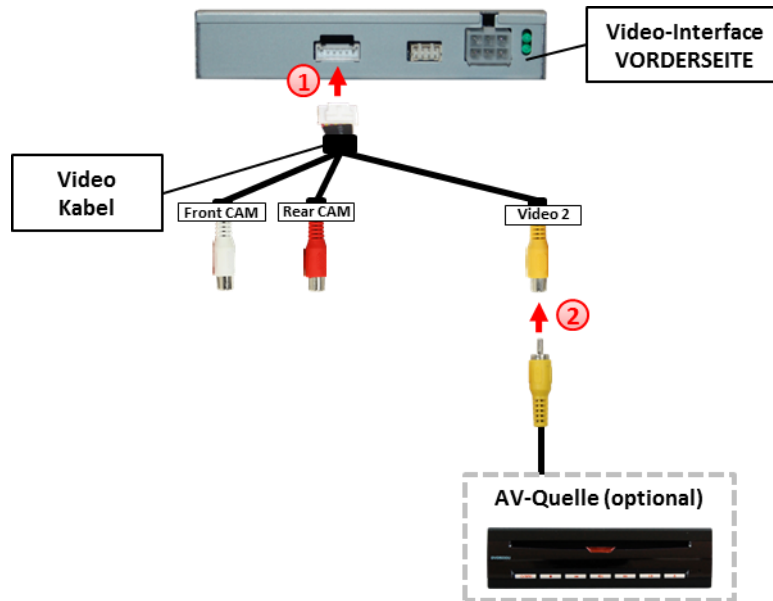 Video-Interface
VORDERSEITE
1
Video
Kabel
Front CAM
Rear CAM
Video 2
2
AV-Quelle (optional)